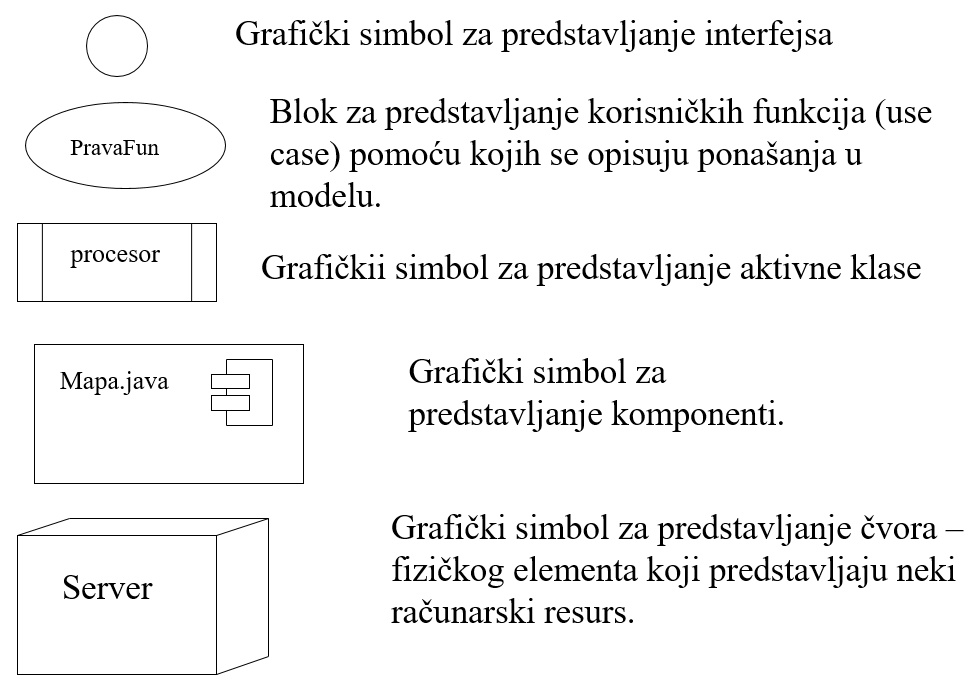 Grafički simbol za predstavljanje interfejsa
PravaFun
Blok za predstavljanje korisničkih funkcija (use
case) pomoću kojih se opisuju ponašanja u
modelu.
procesor
Grafičkii simbol za predstavljanje aktivne klase
Mapa.java
Grafički simbol za
predstavljanje komponenti.
Server
Grafički simbol za predstavljanje čvora –
fizičkog elementa koji predstavljaju neki
računarski resurs.